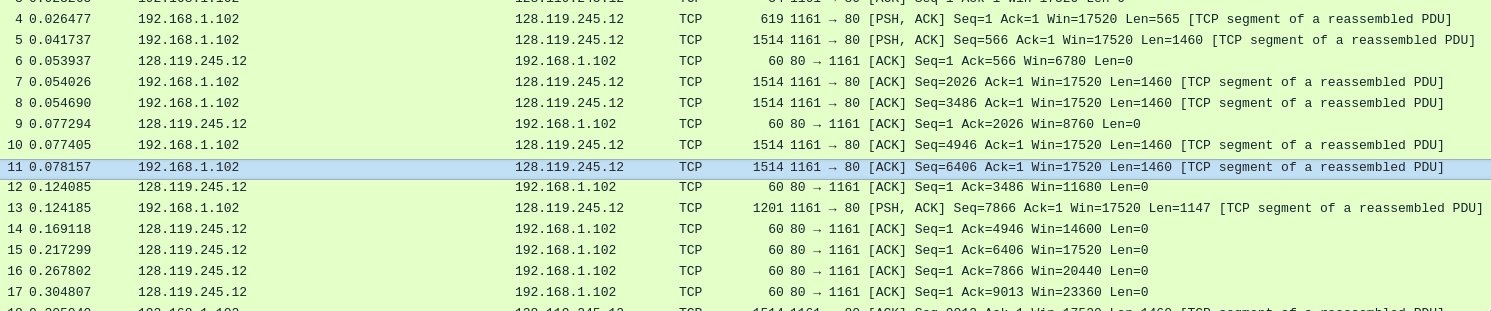 4 0.026477 192.168.1.102 128.119.245.12 TCP 619 1161 → 80 [PSH, ACK] Seq=1 Ack=1 Win=17520 Len=565 [TCP segment of a reassembled PDU]
5 0.041737 192.168.1.102 128.119.245.12 TCP 1514 1161 → 80 [PSH, ACK] Seq=566 Ack=1 Win=17520 Len=1460 [TCP segment of a reassembled PDU]
6 0.053937 128.119.245.12 192.168.1.102 TCP 60 80 → 1161 [ACK] Seq=1 Ack=566 Win=6780 Len=0
7 0.054026 192.168.1.102 128.119.245.12 TCP 1514 1161 → 80 [ACK] Seq=2026 Ack=1 Win=17520 Len=1460 [TCP segment of a reassembled PDU]
8 0.054690 192.168.1.102 128.119.245.12 TCP 1514 1161 → 80 [ACK] Seq=3486 Ack=1 Win=17520 Len=1460 [TCP segment of a reassembled PDU]
9 0.077294 128.119.245.12 192.168.1.102 TCP 60 80 → 1161 [ACK] Seq=1 Ack=2026 Win=8760 Len=0
10 0.077405 192.168.1.102 128.119.245.12 TCP 1514 1161 → 80 [ACK] Seq=4946 Ack=1 Win=17520 Len=1460 [TCP segment of a reassembled PDU]
11 0.078157 192.168.1.102 128.119.245.12 TCP 1514 1161 → 80 [ACK] Seq=6406 Ack=1 Win=17520 Len=1460 [TCP segment of a reassembled PDU]
12 0.124085 128.119.245.12 192.168.1.102 TCP 60 80 → 1161 [ACK] Seq=1 Ack=3486 Win=11680 Len=0
13 0.124185 192.168.1.102 128.119.245.12 TCP 1201 1161 → 80 [PSH, ACK] Seq=7866 Ack=1 Win=17520 Len=1147 [TCP segment of a reassembled PDU]
14 0.169118 128.119.245.12 192.168.1.102 TCP 60 80 → 1161 [ACK] Seq=1 Ack=4946 Win=14600 Len=0
15 0.217299 128.119.245.12 192.168.1.102 TCP 60 80 → 1161 [ACK] Seq=1 Ack=6406 Win=17520 Len=0
16 0.267802 128.119.245.12 192.168.1.102 TCP 60 80 → 1161 [ACK] Seq=1 Ack=7866 Win=20440 Len=0
17 0.304807 128.119.245.12 192.168.1.102 TCP 60 80 → 1161 [ACK] Seq=1 Ack=9013 Win=23360 Len=0